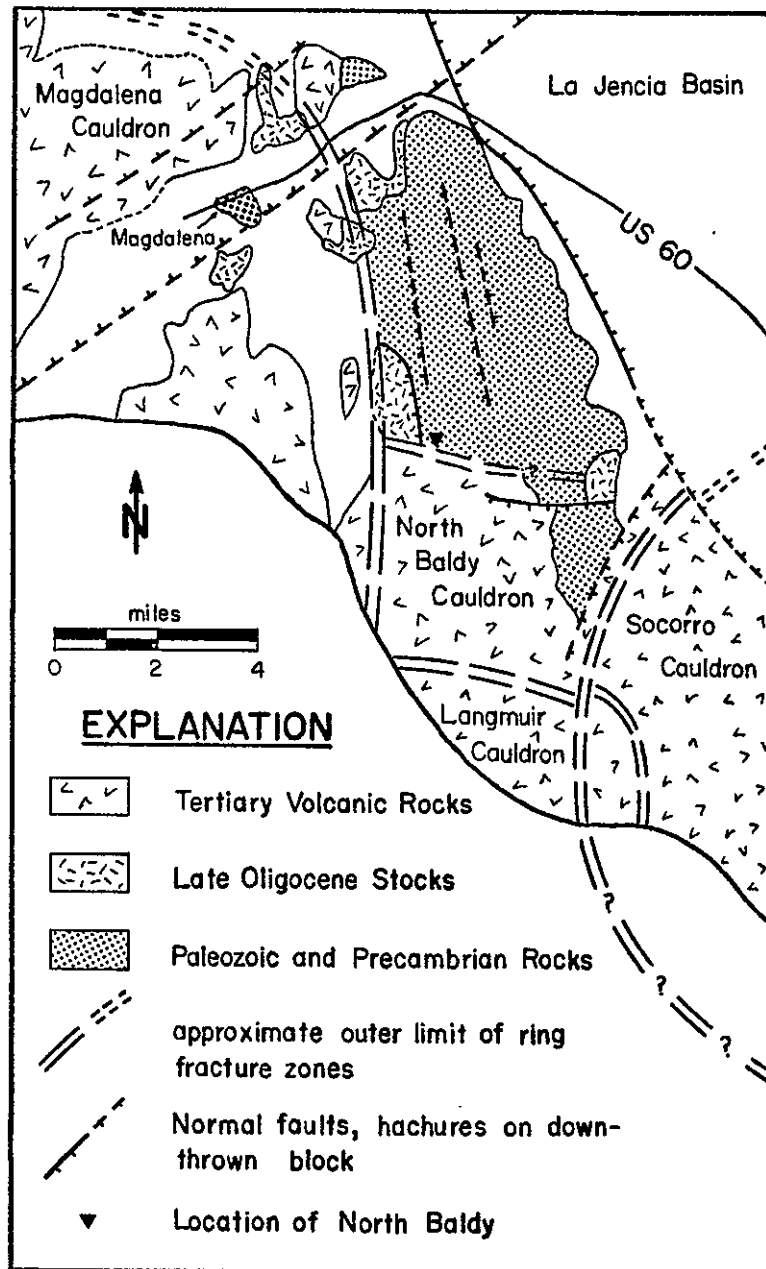 Magdalena
Cauldron
La Jencia Basin
US 60
Magdalena
N
North
Baldy
Cauldron
Socorro
Cauldron
Langmuir
Cauldron
miles
0 2 4
EXPLANATION
Tertiary Volcanic Rocks
Late Oligocene Stocks
Paleozoic and Precambrian Rocks
approximate outer limit of ring
fracture zones
Normal faults, hachures on down-
thrown block
Location of North Baldy
?
?
?
?